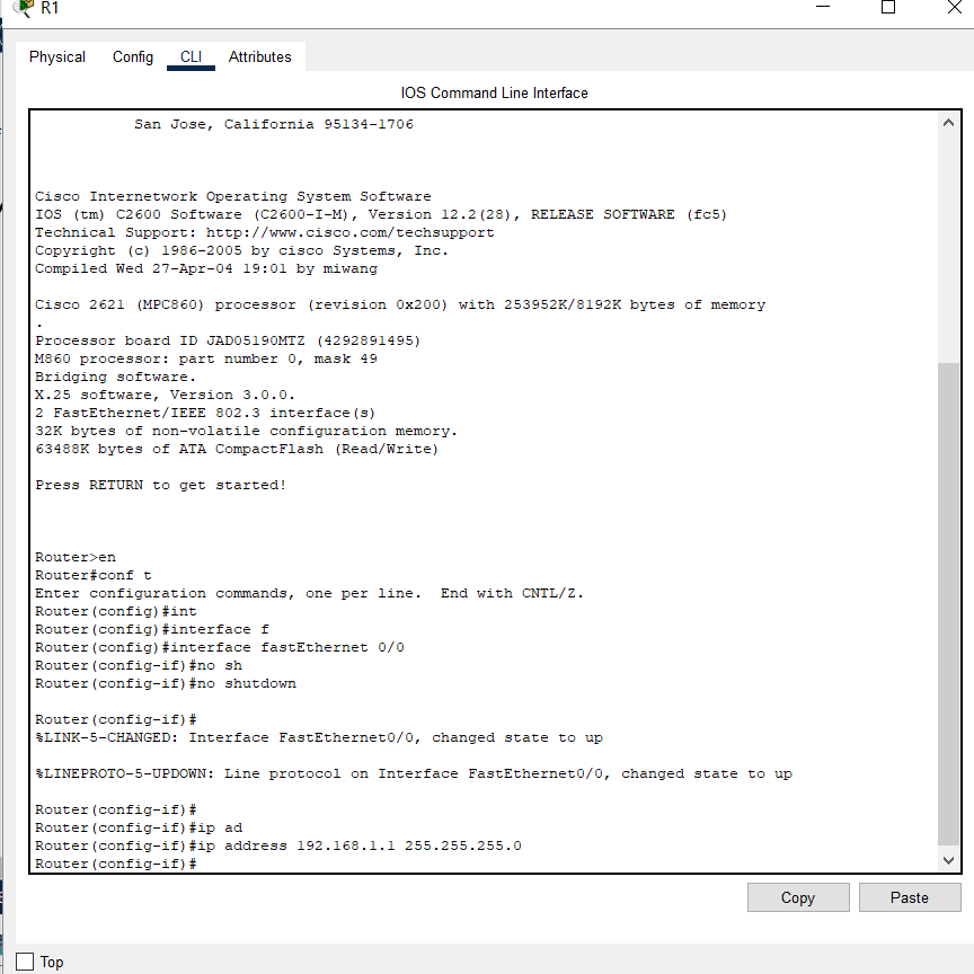 R1
Physical Config CLI Attributes
IOS Command Line Interface
San Jose, California 95134-1706
Cisco Internetwork Operating System Software
IOS (tm) C2600 Software (C2600-I-M), Version 12.2(28), RELEASE SOFTWARE (fc5)
Technical Support: http://www.cisco.com/techsupport
Copyright (c) 1986-2005 by cisco Systems, Inc.
Compiled Wed 27-Apr-04 19:01 by miwang
Cisco 2621 (MPC860) processor (revision 0x200) with 253952K/8192K bytes of memory
.
Processor board ID JAD05190MTZ (4292891495)
M860 processor: part number 0, mask 49
Bridging software.
X.25 software, Version 3.0.0.
2 FastEthernet/IEEE 802.3 interface(s)
32K bytes of non-volatile configuration memory.
63488K bytes of ATA CompactFlash (Read/Write)
Press RETURN to get started!
Router>en
Router#conf t
Enter configuration commands, one per line.  End with CNTL/Z.
Router(config)#int
Router(config)#interface f
Router(config)#interface fastEthernet 0/0
Router(config-if)#no sh
Router(config-if)#no shutdown
Router(config-if)#
%LINK-5-CHANGED: Interface FastEthernet0/0, changed state to up
%LINEPROTO-5-UPDOWN: Line protocol on Interface FastEthernet0/0, changed state to up
Router(config-if)#
Router(config-if)#ip ad
Router(config-if)#ip address 192.168.1.1 255.255.255.0
Router(config-if)#
Copy Paste
Top